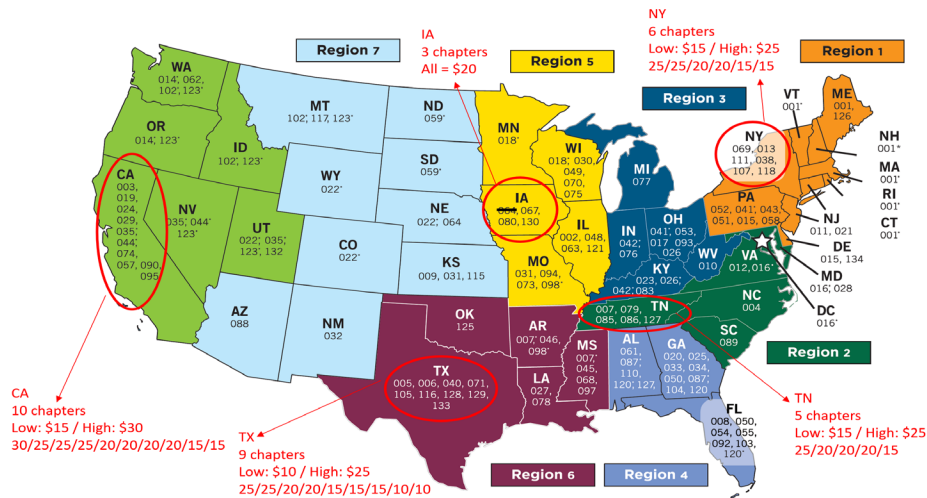 NY
6 chapters
Low: $15 / High: $25
25/25/20/20/15/15
IA
3 chapters
All = $20
Region 7
Region 5
Region 1
Region 3
WA
014*, 062,
102*, 123*
OR
014*, 123*
ID
102*, 123*
MT
102*, 117, 123*
ND
059*
SD
059*
WY
022*
NE
022*, 064
CA
003,
019,
024,
029,
035*,
044*,
074,
057, 090,
095
NV
035*, 044*
123*
UT
022*, 035*,
123*, 132
CO
022*
KS
009, 031, 115
AZ
088
NM
032
MN
018*
WI
018*, 030,
049,
070,
075
IA
084, 067,
080, 130
IL
002, 048,
063, 121
MO
031, 094,
073, 098*
MI
077
IN
042*,
076
OH
041*, 053,
017, 093,
026
KY
023, 026*,
042*, 083
WV
010
VT
001*
ME
001,
126
NY
069, 013
111, 038,
107, 118
NH
001*
MA
001*
RI
001*
CT
001*
PA
052, 041*, 043,
051, 015, 058
NJ
011, 021
DE
015, 134
MD
016*, 028
DC
016*
VA
012, 016*
NC
004
SC
089
TN
007, 079,
085, 086, 127
OK
125
TX
005, 006, 040, 071,
105, 116, 128, 129,
133
AR
007*, 046,
098*
LA
027,
078
MS
007,*
045,
068,
097
AL
061,
087*,
110,
120*, 127,
GA
020, 025,
033, 034,
050, 087*,
104, 120
FL
008, 050,
054, 055,
092, 103,
120*
Region 2
Region 6
Region 4
CA
10 chapters
Low: $15 / High: $30
30/25/25/25/20/20/20/20/15/15
TX
9 chapters
Low: $10 / High: $25
25/25/20/20/15/15/15/10/10
TN
5 chapters
Low: $15 / High: $25
25/20/20/20/15